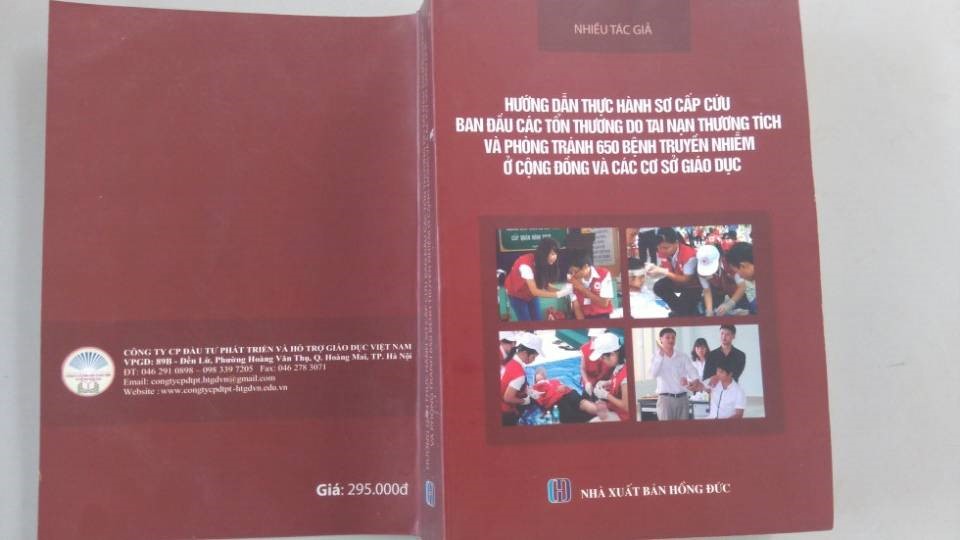 NHIỀU TÁC GIẢ
HƯỚNG DẪN THỰC HÀNH SƠ CẤP CỨU
BAN ĐẦU CÁC TỔN THƯƠNG DO TAI NẠN THƯƠNG TÍCH
VÀ PHÒNG TRÁNH 650 BỆNH TRUYỀN NHIỄM
Ở CỘNG ĐỒNG VÀ CÁC CƠ SỞ GIÁO DỤC
NHÀ XUẤT BẢN HỒNG ĐỨC
CÔNG TY CP ĐẦU TƯ PHÁT TRIỂN VÀ HỖ TRỢ GIÁO DỤC VIỆT NAM
VPGD: 89B - Đền Lừ, Phường Hoàng Văn Thụ, Q. Hoàng Mai, TP. Hà Nội
ĐT: 046 291 0898 – 098 339 7205 Fax: 046 278 3071
Email: congtycpdtpt.htgdvn@gmail.com
Website : www.congtycpdtpt-htgdvn.edu.vn
Giá: 295.000đ